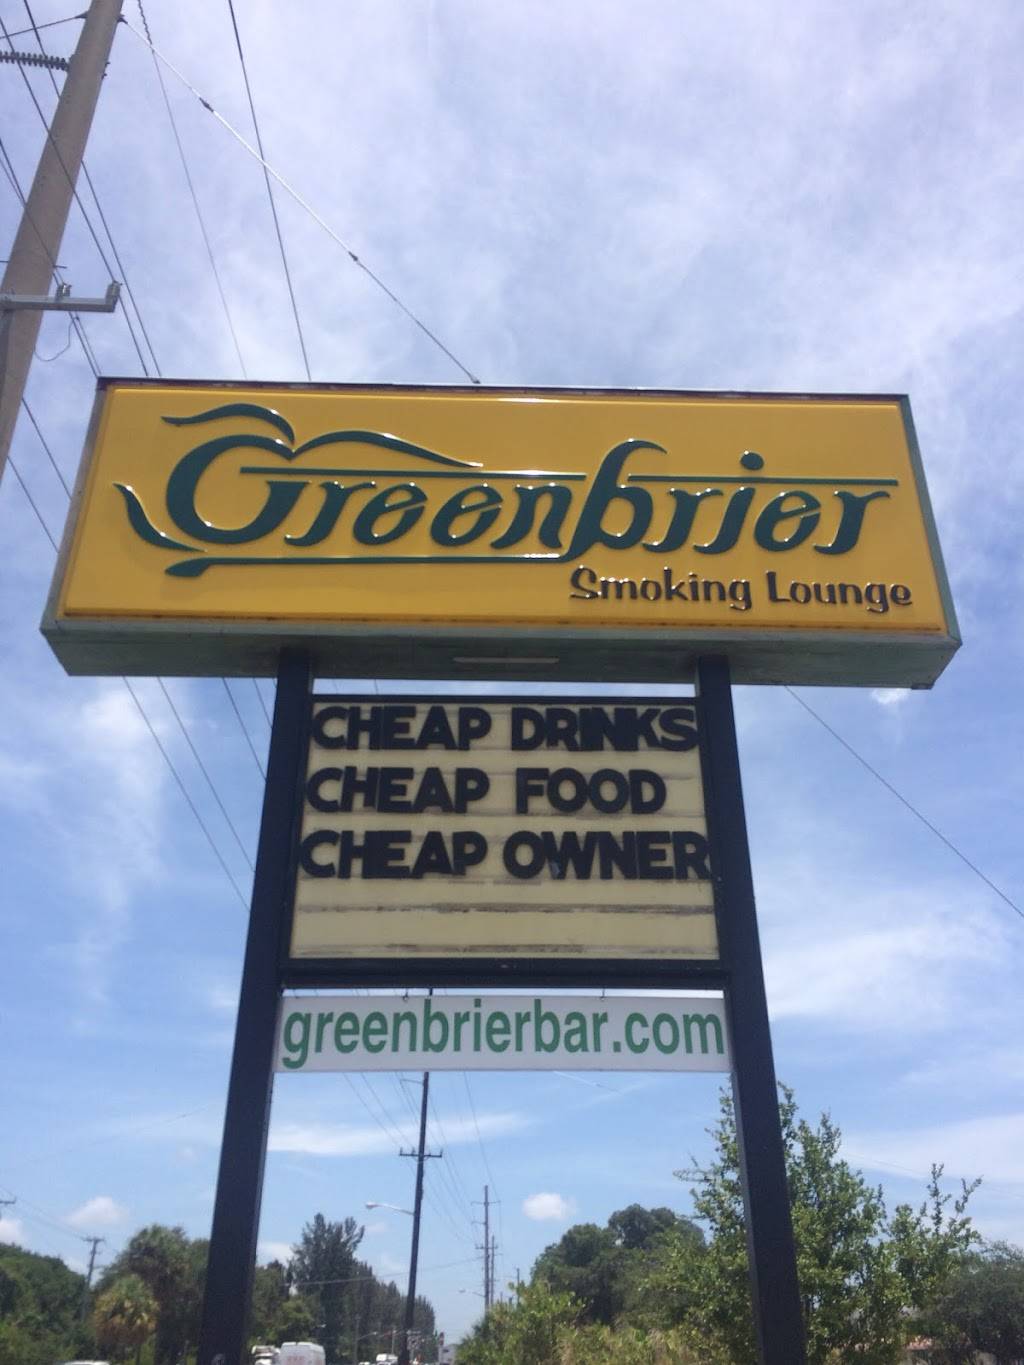 Greenbrier
Smoking Lounge
CHEAP DRINKS
CHEAP FOOD
CHEAP OWNER
greenbrierbar.com